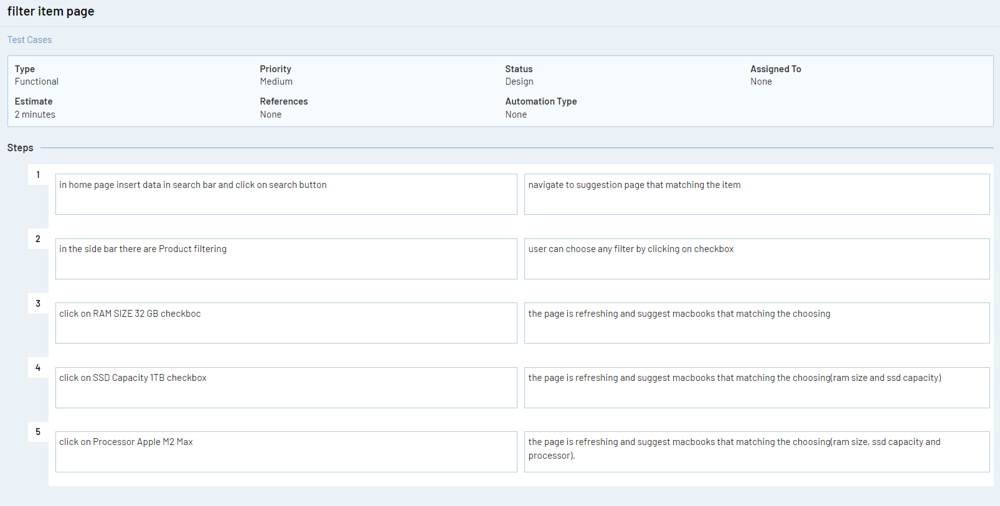 filter item page
Test Cases
Type
Functional
Priority
Medium
Status
Design
Assigned To
None
Estimate
2 minutes
References
None
Automation Type
None
Steps
1
in home page insert data in search bar and click on search button
navigate to suggestion page that matching the item
2
in the side bar there are Product filtering
user can choose any filter by clicking on checkbox
3
click on RAM SIZE 32 GB checkboc
the page is refreshing and suggest macbooks that matching the choosing
4
click on SSD Capacity 1TB checkbox
the page is refreshing and suggest macbooks that matching the choosing(ram size and ssd capacity)
5
click on Processor Apple M2 Max
the page is refreshing and suggest macbooks that matching the choosing(ram size, ssd capacity and
processor).